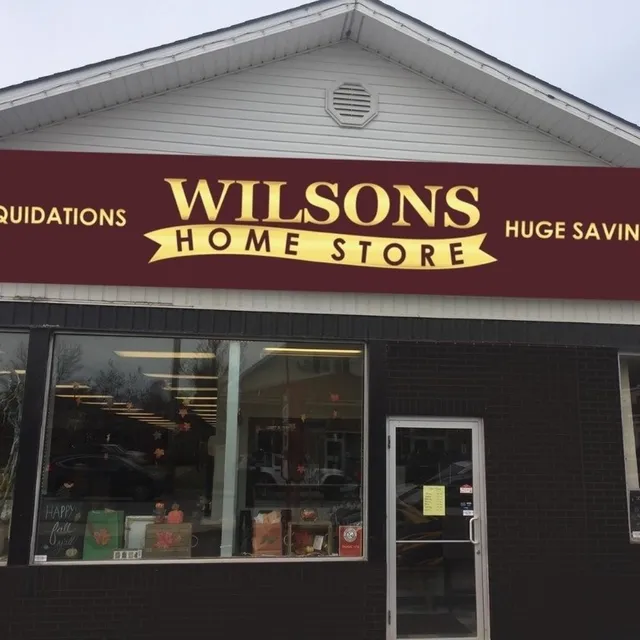 QUIDATIONS
WILSONS
HOME STORE
HUGE SAVIN
HAPPY
fall